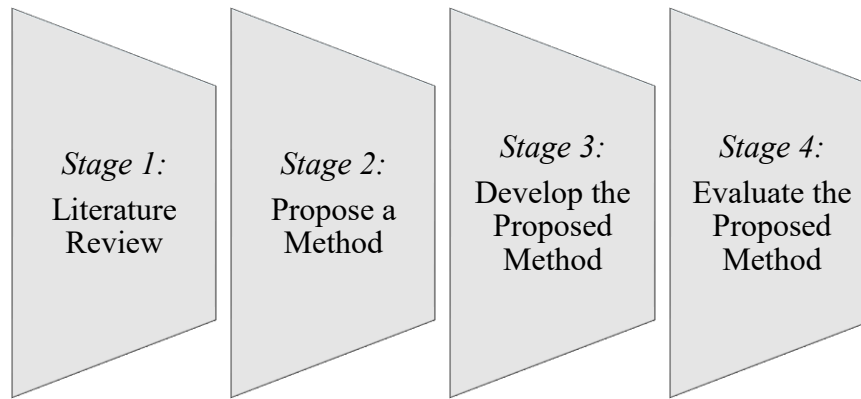 Stage 1:
Literature
Review
Stage 2:
Propose a
Method
Stage 3:
Develop the
Proposed
Method
Stage 4:
Evaluate the
Proposed
Method